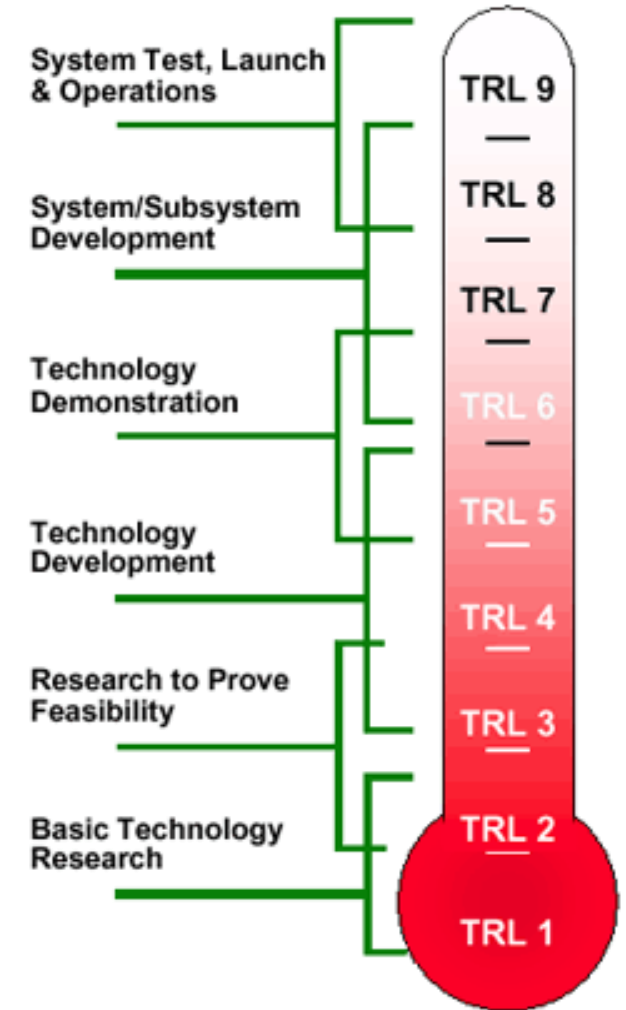 System Test, Launch
& Operations
System/Subsystem
Development
Technology
Demonstration
Technology
Development
Research to Prove
Feasibility
Basic Technology
Research
TRL 9
TRL 8
TRL 7
TRL 6
TRL 5
TRL 4
TRL 3
TRL 2
TRL 1